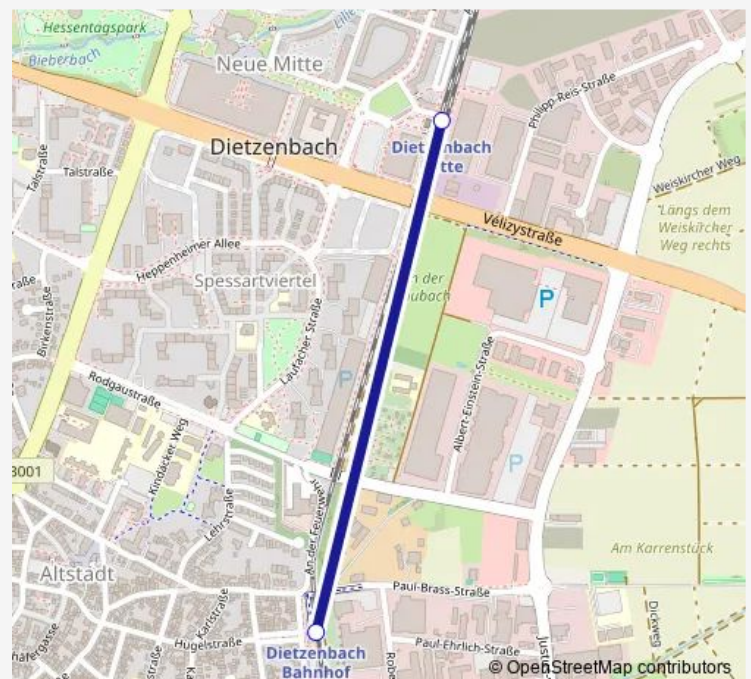 Hessentagspark
Bieberbach
Neue Mitte
Philipp-Reis-Straße
Dietzenbach
Talstraße
Talstraße
Weiskircher Weg
"Längs dem
Weiskircher
Weg rechts
Vélizystraße
Heppenheimer Allee
Spessartviertel
P
Birkenstraße
Laufacher Straße
P
Albert-Einstein-Straße
Rodgaustraße
Kindäcker Weg
P
3001
Lehrstraße
An der Feuerwehr
Am Karrenstück
Altstadt
Karlstraße
Paul-Brass-Straße
Dickweg
Hugelstraße
Paul-Ehrlich-Straße
Dietzenbach
Bahnhof
© OpenStreetMap contributors